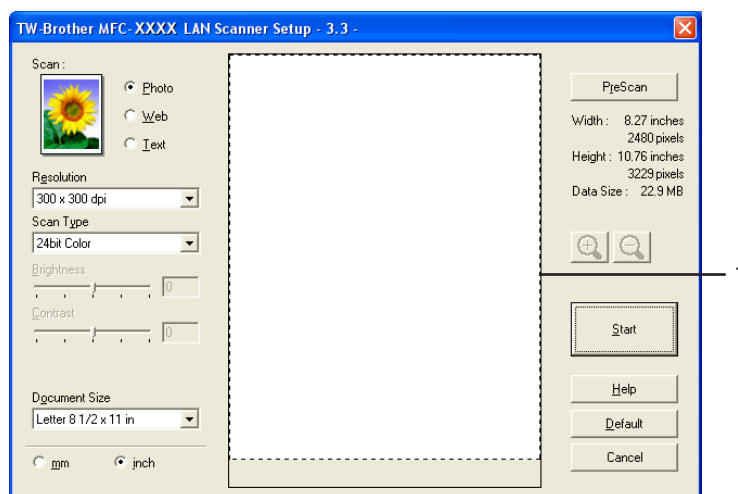 TW-Brother MFC-XXXX LAN Scanner Setup - 3.3 -
Scan :
Photo
Web
Text
Resolution
300 x 300 dpi
Scan Type
24bit Color
Brightness
0
Contrast
0
Document Size
Letter 8 1/2 x 11 in
mm
inch
PreScan
Width : 8.27 inches
2480 pixels
Height : 10.76 inches
3229 pixels
Data Size : 22.9 MB
1
Start
Help
Default
Cancel